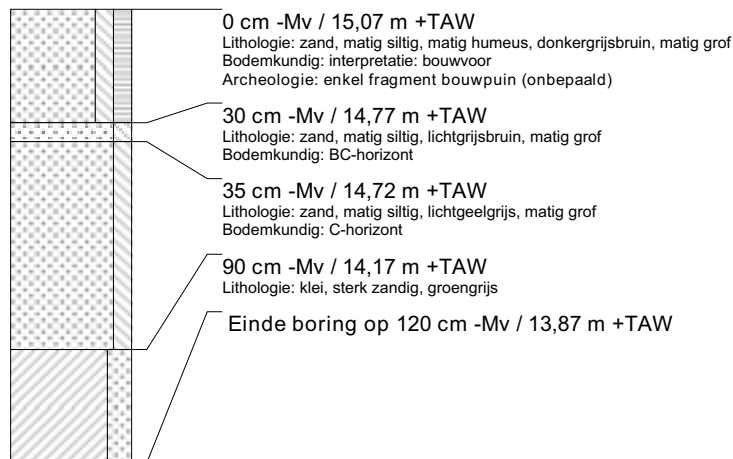 0 cm -Mv / 15,07 m +TAW
Lithologie: zand, matig siltig, matig humeus, donkergrijsbruin, matig grof
Bodemkundig: interpretatie: bouwvoor
Archeologie: enkel fragment bouwpuin (onbepaald)
30 cm -Mv / 14,77 m +TAW
Lithologie: zand, matig siltig, lichtgrijsbruin, matig grof
Bodemkundig: BC-horizont
35 cm -Mv / 14,72 m +TAW
Lithologie: zand, matig siltig, lichtgeelgrijs, matig grof
Bodemkundig: C-horizont
90 cm -Mv / 14,17 m +TAW
Lithologie: klei, sterk zandig, groengrijs
Einde boring op 120 cm -Mv / 13,87 m +TAW